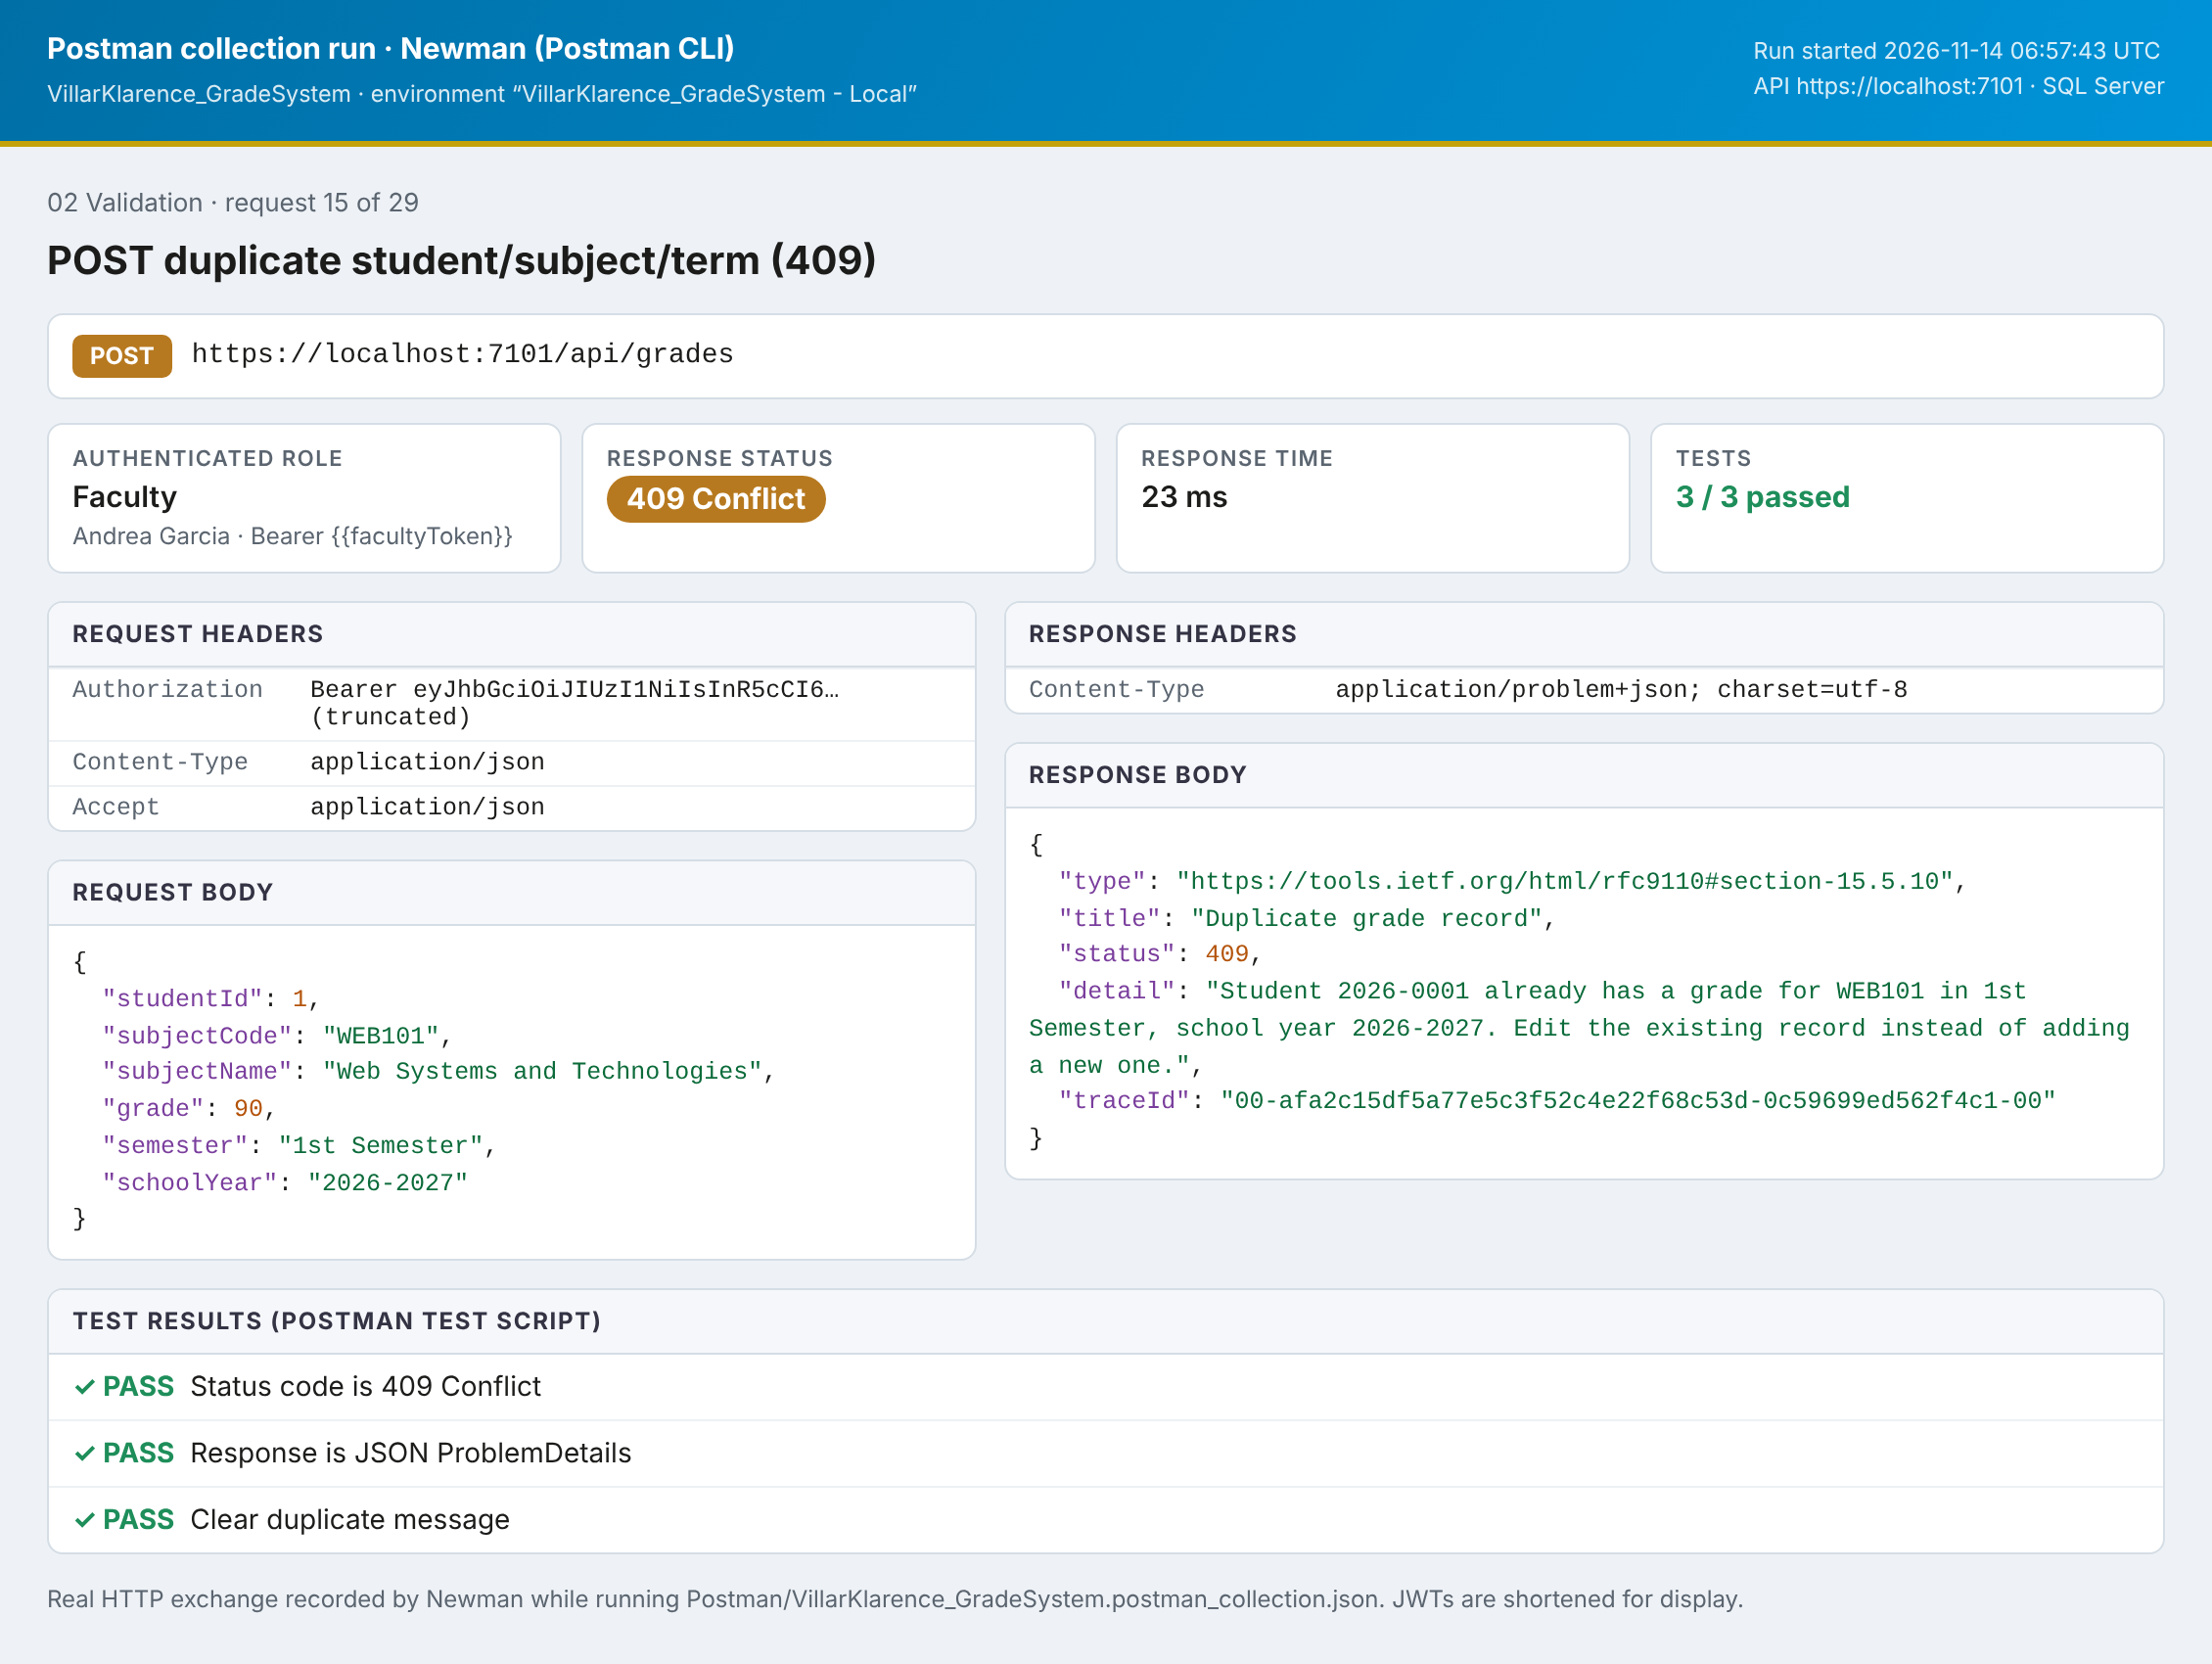 Postman collection run · Newman (Postman CLI)
VillarKlarence_GradeSystem · environment “VillarKlarence_GradeSystem - Local”
Run started 2026-11-14 06:57:43 UTC
API https://localhost:7101 · SQL Server
02 Validation · request 15 of 29
POST duplicate student/subject/term (409)
POST https://localhost:7101/api/grades
AUTHENTICATED ROLE
Faculty
Andrea Garcia · Bearer {{facultyToken}}
RESPONSE STATUS
409 Conflict
RESPONSE TIME
23 ms
TESTS
3 / 3 passed
REQUEST HEADERS
Authorization Bearer eyJhbGciOiJIUzI1NiIsInR5cCI6…
(truncated)
Content-Type application/json
Accept application/json
REQUEST BODY
{
  "studentId": 1,
  "subjectCode": "WEB101",
  "subjectName": "Web Systems and Technologies",
  "grade": 90,
  "semester": "1st Semester",
  "schoolYear": "2026-2027"
}
RESPONSE HEADERS
Content-Type application/problem+json; charset=utf-8
RESPONSE BODY
{
  "type": "https://tools.ietf.org/html/rfc9110#section-15.5.10",
  "title": "Duplicate grade record",
  "status": 409,
  "detail": "Student 2026-0001 already has a grade for WEB101 in 1st
Semester, school year 2026-2027. Edit the existing record instead of adding
a new one.",
  "traceId": "00-afa2c15df5a77e5c3f52c4e22f68c53d-0c59699ed562f4c1-00"
}
TEST RESULTS (POSTMAN TEST SCRIPT)
✓ PASS Status code is 409 Conflict
✓ PASS Response is JSON ProblemDetails
✓ PASS Clear duplicate message
Real HTTP exchange recorded by Newman while running Postman/VillarKlarence_GradeSystem.postman_collection.json. JWTs are shortened for display.